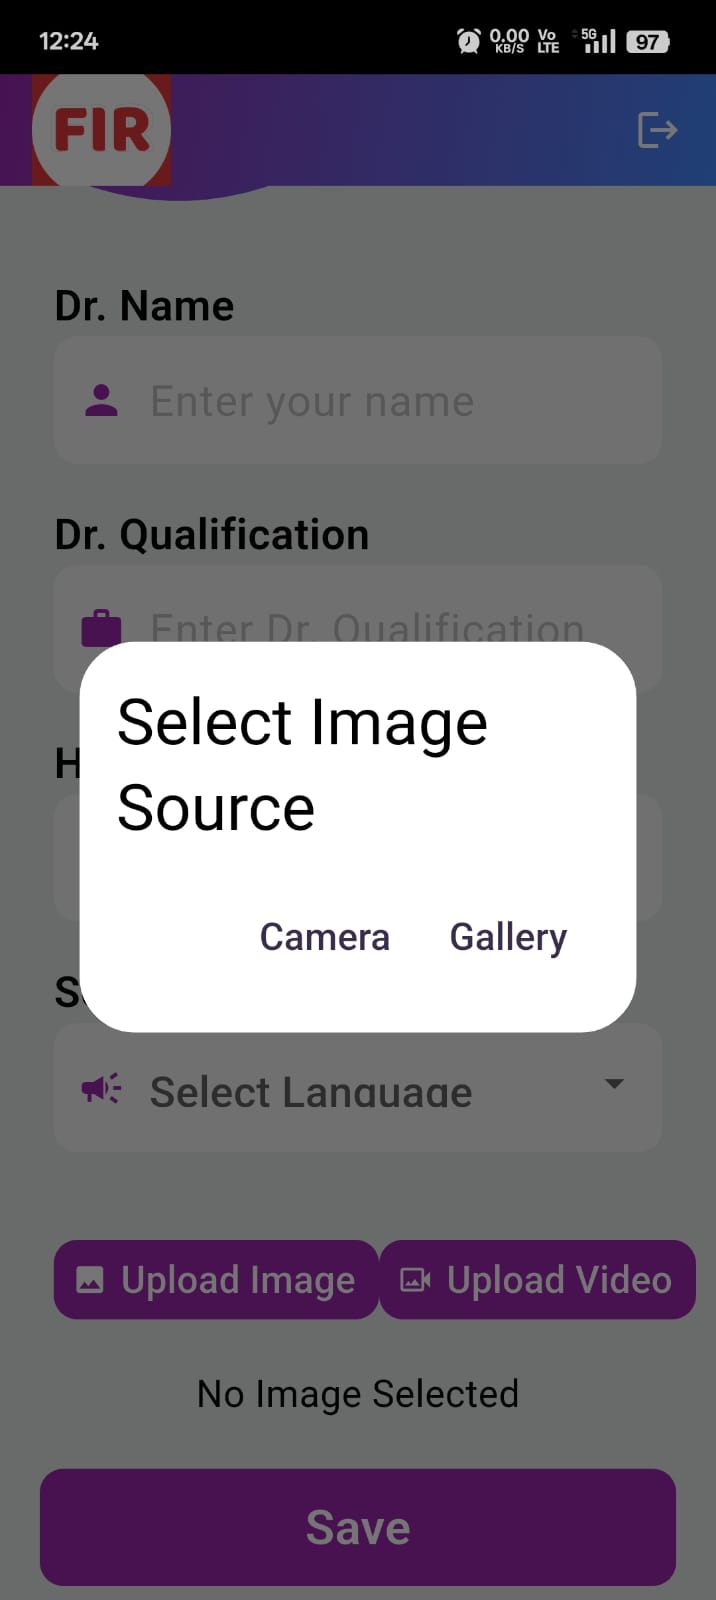 12:24
0.00 KB/S
Vo LTE
5G
97
FIR
Dr. Name
Enter your name
Dr. Qualification
Enter Dr. Qualification
H
Select Image
Source
Camera
Gallery
S
Select Language
Upload Image
Upload Video
No Image Selected
Save